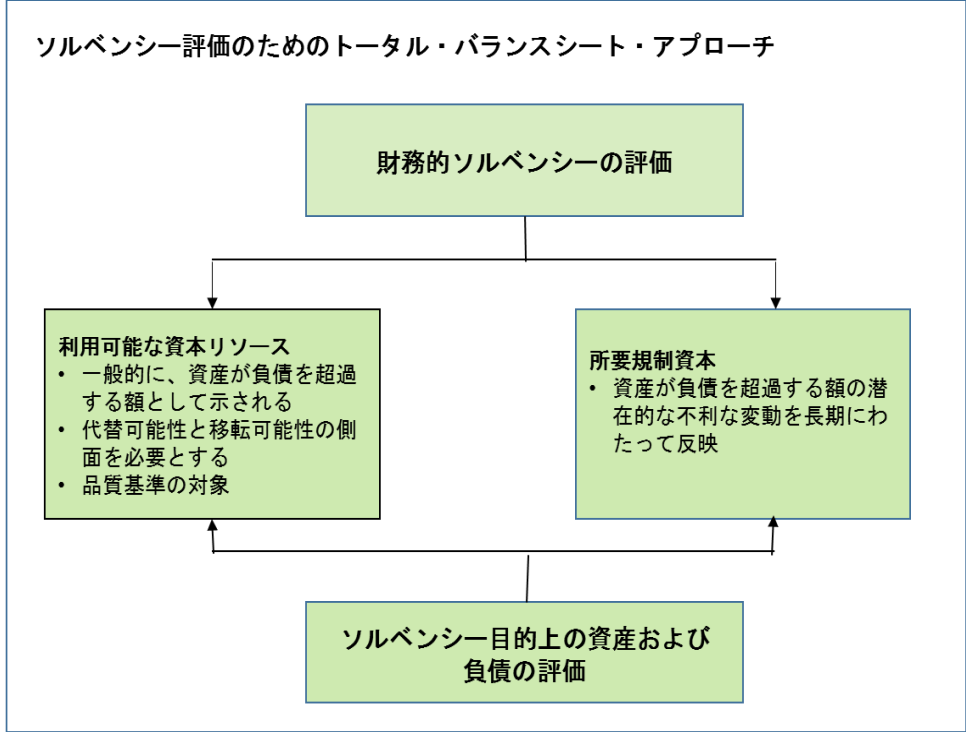 ソルベンシー評価のためのトータル・バランスシート・アプローチ
財務的ソルベンシーの評価
利用可能な資本リソース
• 一般的に、資産が負債を超過
する額として示される
• 代替可能性と移転可能性の側
面を必要とする
• 品質基準の対象
所要規制資本
• 資産が負債を超過する額の潜
在的な不利な変動を長期にわ
たって反映
ソルベンシー目的上の資産および
負債の評価